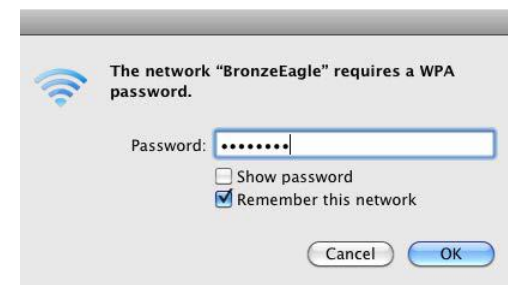 The network “BronzeEagle” requires a WPA
password.
Password: ••••••••
Show password
Remember this network
Cancel OK